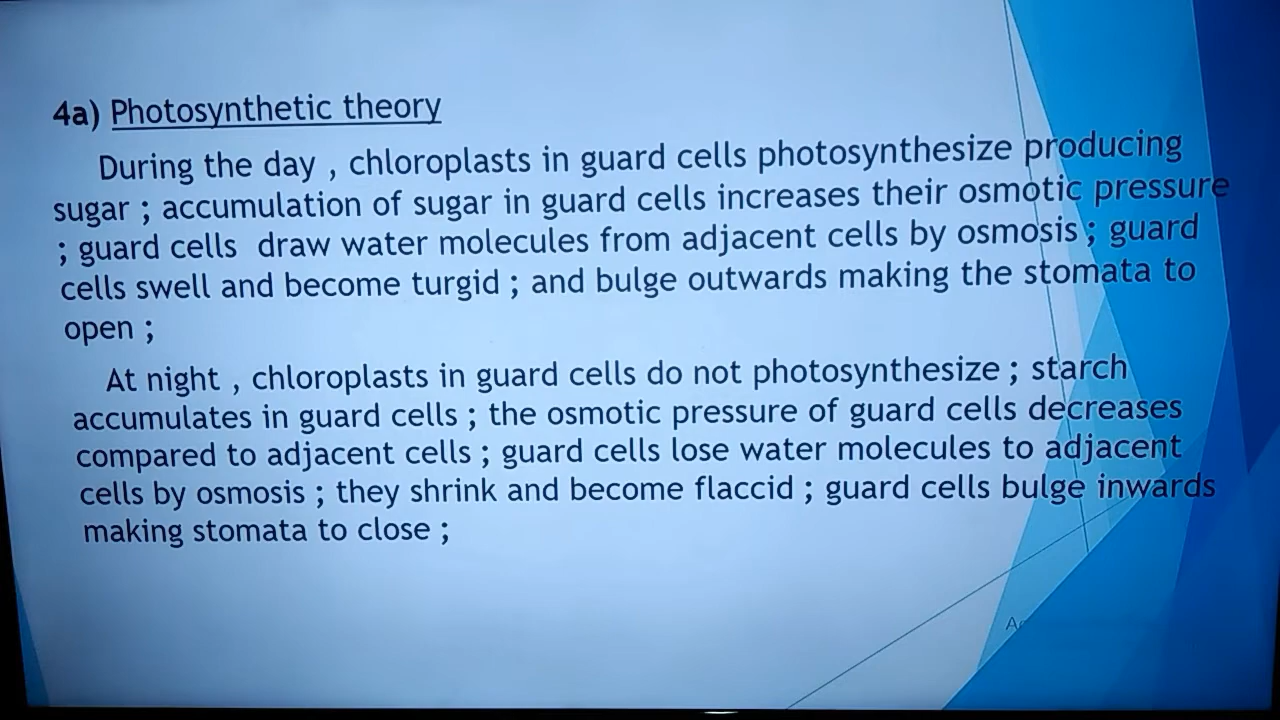 4a) Photosynthetic theory
During the day , chloroplasts in guard cells photosynthesize producing
sugar ; accumulation of sugar in guard cells increases their osmotic pressure
; guard cells draw water molecules from adjacent cells by osmosis ; guard
cells swell and become turgid ; and bulge outwards making the stomata to
open ;
At night , chloroplasts in guard cells do not photosynthesize ; starch
accumulates in guard cells ; the osmotic pressure of guard cells decreases
compared to adjacent cells ; guard cells lose water molecules to adjacent
cells by osmosis ; they shrink and become flaccid ; guard cells bulge inwards
making stomata to close ;